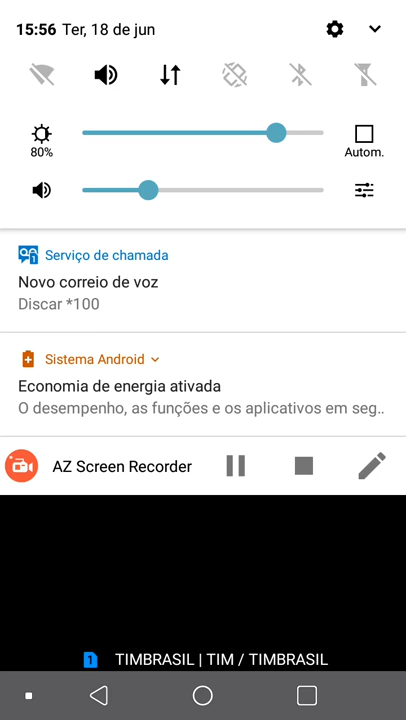 15:56 Ter, 18 de jun
80%
Autom.
Serviço de chamada
Novo correio de voz
Discar *100
Sistema Android
Economia de energia ativada
O desempenho, as funções e os aplicativos em seg..
AZ Screen Recorder
1 TIMBRASIL | TIM / TIMBRASIL